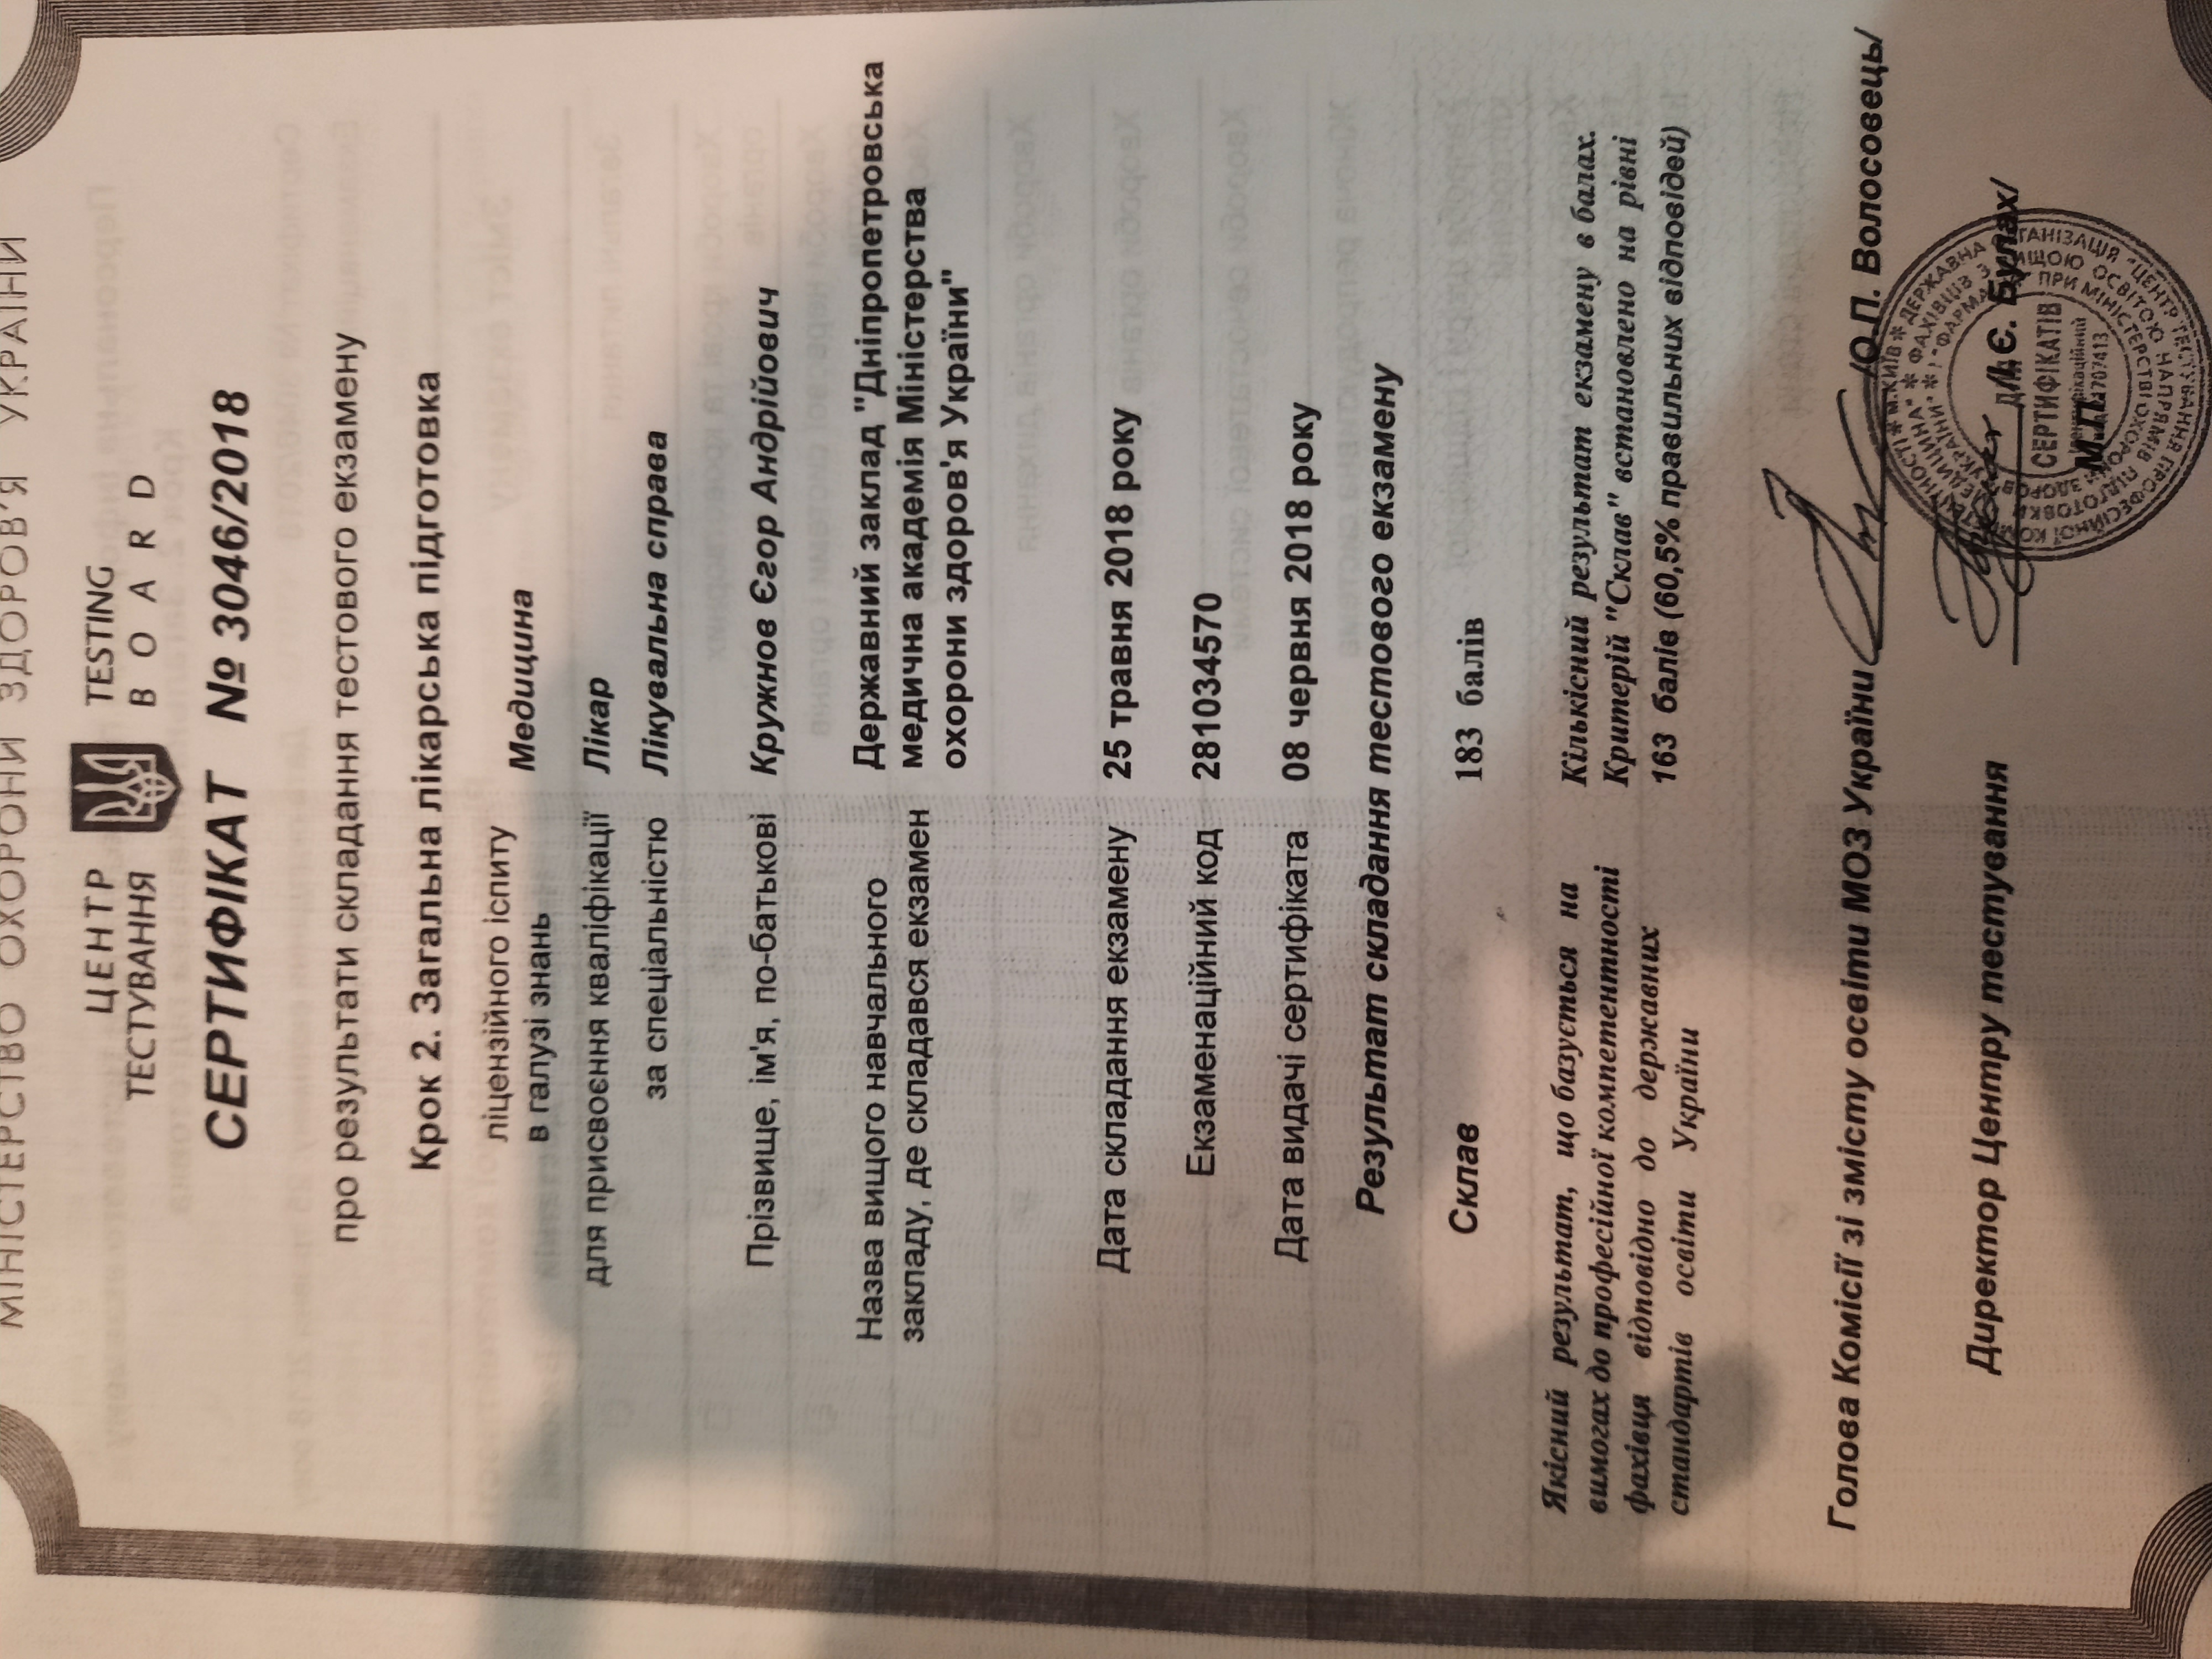 МІНІСТЕРСТВО ОХОРОНИ ЗДОРОВ'Я УКРАЇНИ
ЦЕНТР ТЕСТУВАННЯ
TESTING BOARD
СЕРТИФІКАТ № 3046/2018
про результати складання тестового екзамену
Крок 2. Загальна лікарська підготовка
ліцензійного іспиту
в галузі знань Медицина
для присвоєння кваліфікації Лікар
за спеціальністю Лікувальна справа
Прізвище, ім'я, по-батькові Кружнов Єгор Андрійович
Назва вищого навчального Державний заклад "Дніпропетровська
закладу, де складався екзамен медична академія Міністерства
охорони здоров'я України"
Дата складання екзамену 25 травня 2018 року
Екзаменаційний код 281034570
Дата видачі сертифіката 08 червня 2018 року
Результат складання тестового екзамену
Склав 183 балів
Якісний результат, що базується на
вимогах до професійної компетентності
фахівця відповідно до державних
стандартів освіти України
Кількісний результат екзамену в балах.
Критерій "Склав" встановлено на рівні
163 балів (60,5% правильних відповідей)
Голова Комісії зі змісту освіти МОЗ України /О.П. Волосовець/
Директор Центру тестування /І.Є. Булах/
ДЛЯ
СЕРТИФІКАТІВ
М.П.